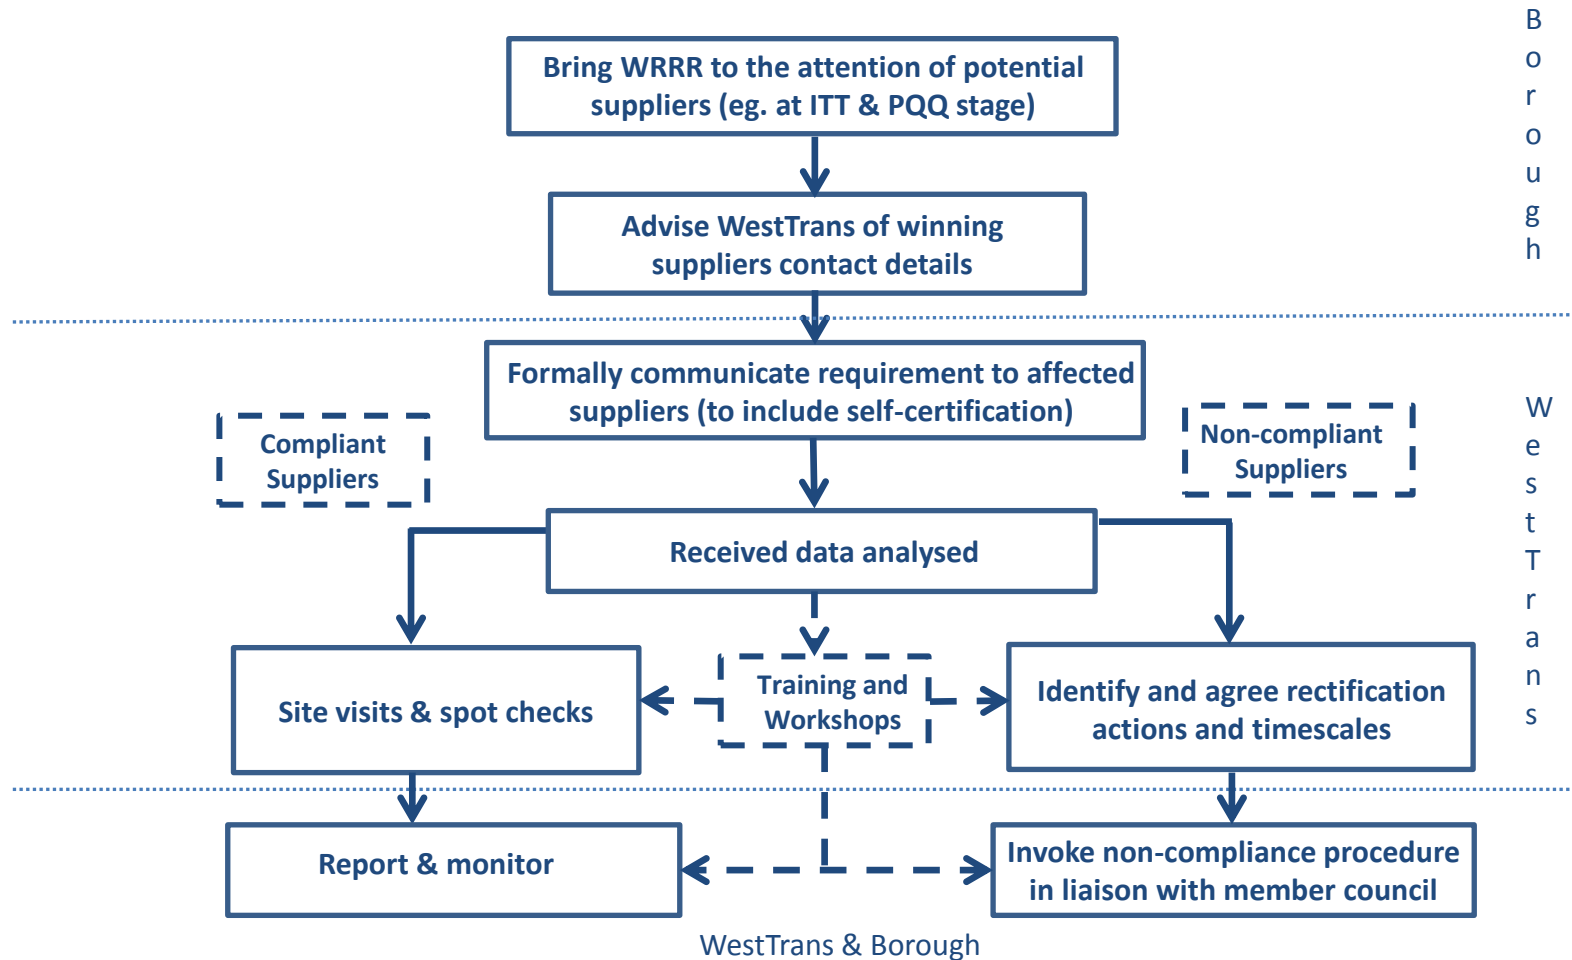 Bring WRRR to the attention of potential
suppliers (eg. at ITT & PQQ stage)
Borough
Advise WestTrans of winning
suppliers contact details
Formally communicate requirement to affected
suppliers (to include self-certification)
Compliant
Suppliers
Non-compliant
Suppliers
WestTrans
Received data analysed
Site visits & spot checks
Training and
Workshops
Identify and agree rectification
actions and timescales
Report & monitor
Invoke non-compliance procedure
in liaison with member council
WestTrans & Borough